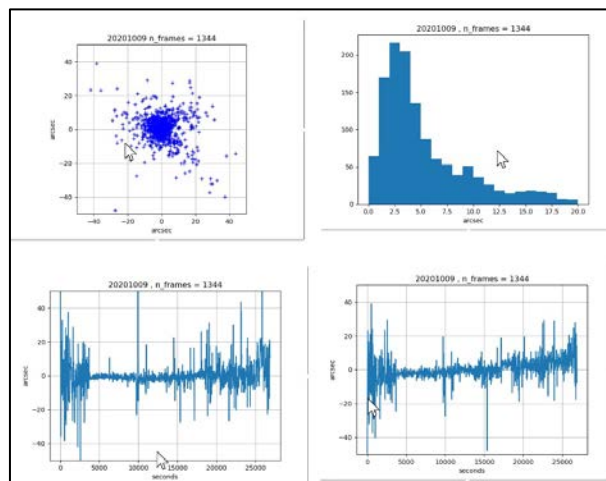 20201009 n_frames = 1344
40
20
0
−20
−40
−40 −20 0 20 40
arcsec
arcsec
20201009 , n_frames = 1344
200
150
100
50
0
0.0 2.5 5.0 7.5 10.0 12.5 15.0 17.5 20.0
arcsec
20201009 , n_frames = 1344
40
20
0
−20
−40
0 5000 10000 15000 20000 25000
arcsec
seconds
20201009 , n_frames = 1344
40
20
0
−20
−40
0 5000 10000 15000 20000 25000
arcsec
seconds